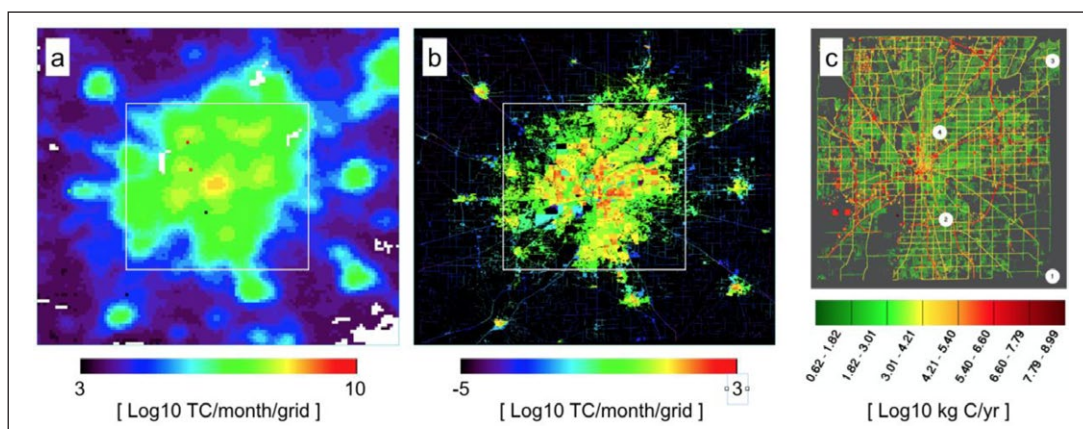 a
b
c
3
4
2
1
3 10
-5 3
0.62 - 1.82
1.82 - 3.01
3.01 - 4.21
4.21 - 5.40
5.40 - 6.60
6.60 - 7.79
7.79 - 8.99
[ Log10 TC/month/grid ]
[ Log10 TC/month/grid ]
[ Log10 kg C/yr ]